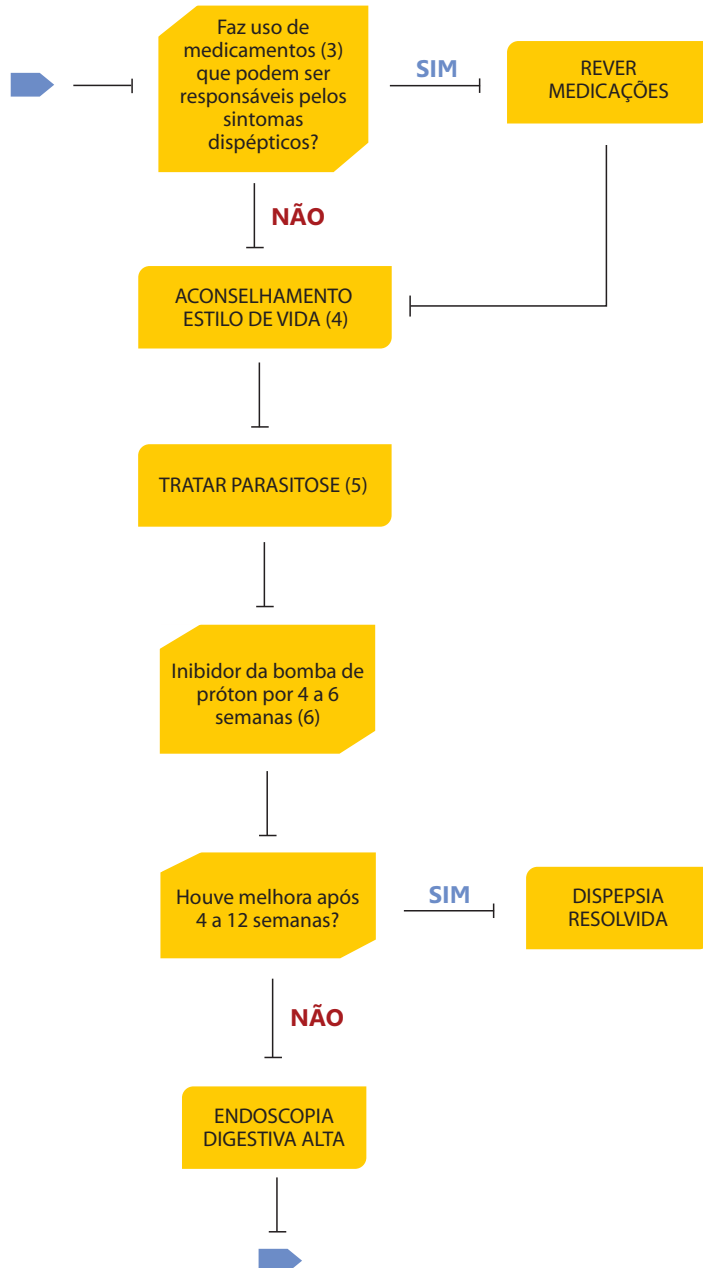 Faz uso de
medicamentos (3)
que podem ser
responsáveis pelos
sintomas
dispépticos?
SIM
REVER
MEDICAÇÕES
NÃO
ACONSELHAMENTO
ESTILO DE VIDA (4)
TRATAR PARASITOSE (5)
Inibidor da bomba de
próton por 4 a 6
semanas (6)
Houve melhora após
4 a 12 semanas?
SIM
DISPEPSIA
RESOLVIDA
NÃO
ENDOSCOPIA
DIGESTIVA ALTA